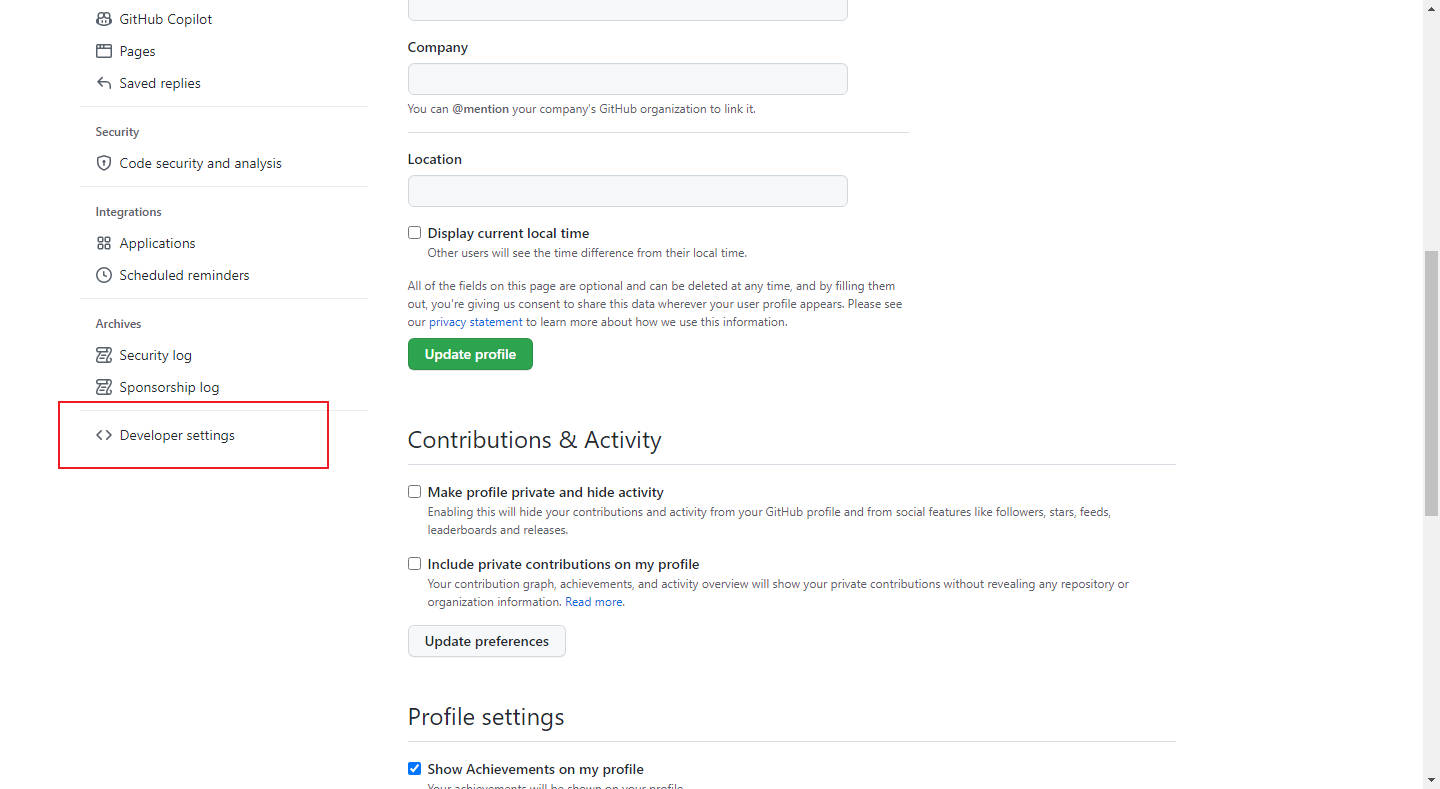 GitHub Copilot
Pages
Saved replies
Security
Code security and analysis
Integrations
Applications
Scheduled reminders
Archives
Security log
Sponsorship log
Developer settings
Company
You can @mention your company's GitHub organization to link it.
Location
Display current local time
Other users will see the time difference from their local time.
All of the fields on this page are optional and can be deleted at any time, and by filling them
out, you're giving us consent to share this data wherever your user profile appears. Please see
our privacy statement to learn more about how we use this information.
Update profile
Contributions & Activity
Make profile private and hide activity
Enabling this will hide your contributions and activity from your GitHub profile and from social features like followers, stars, feeds,
leaderboards and releases.
Include private contributions on my profile
Your contribution graph, achievements, and activity overview will show your private contributions without revealing any repository or
organization information. Read more.
Update preferences
Profile settings
Show Achievements on my profile
Your achievements will be shown on your profile.